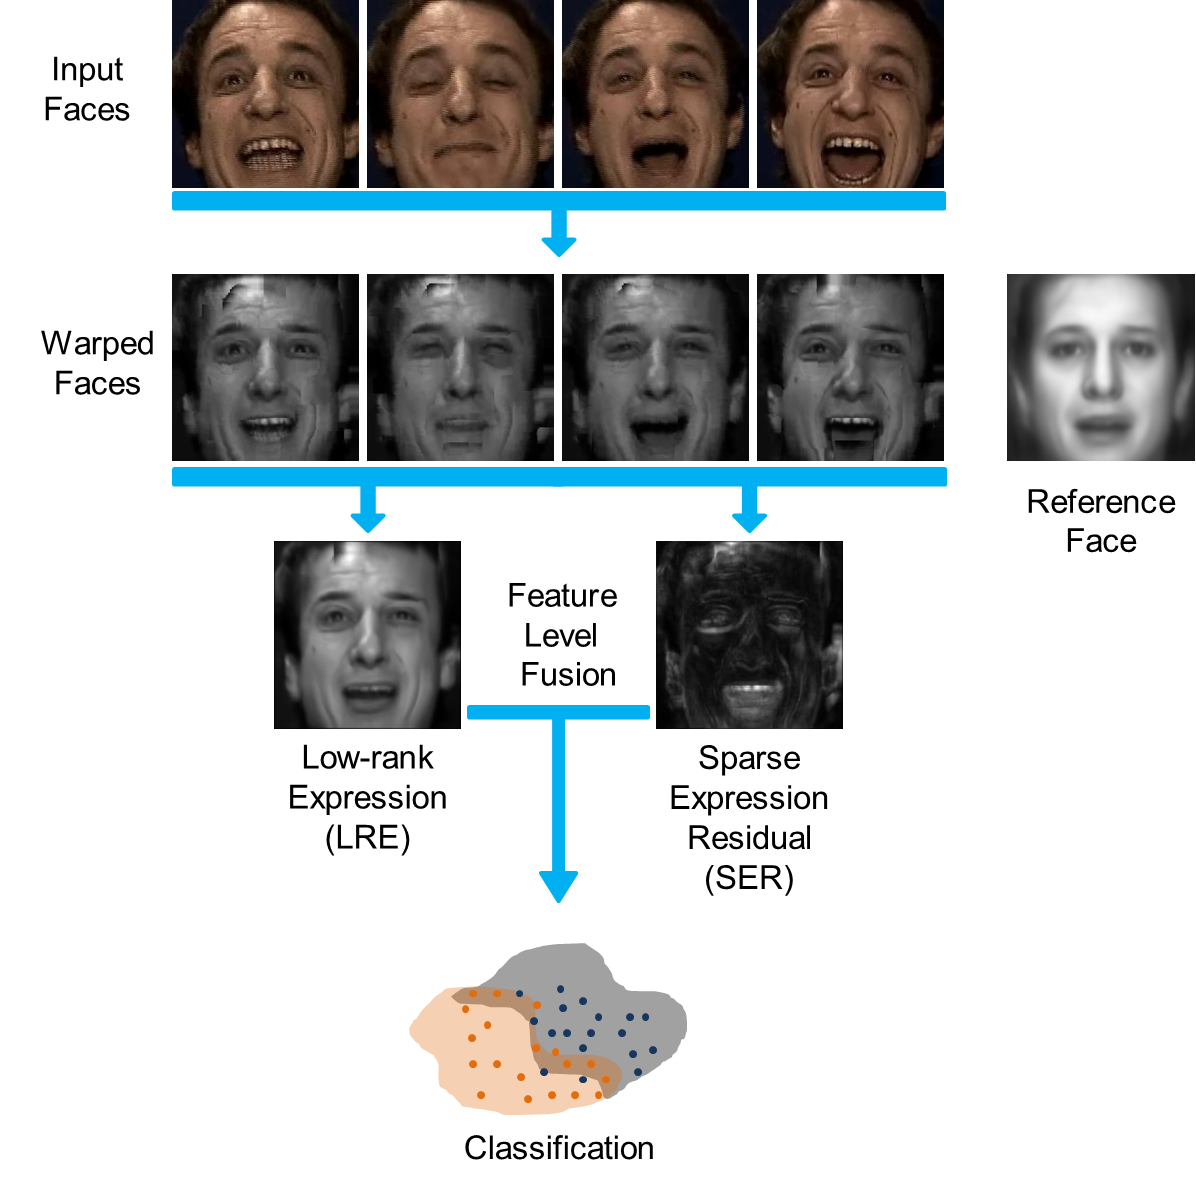 Input
Faces
Warped
Faces
Reference
Face
Feature
Level
Fusion
Low-rank
Expression
(LRE)
Sparse
Expression
Residual
(SER)
Classification